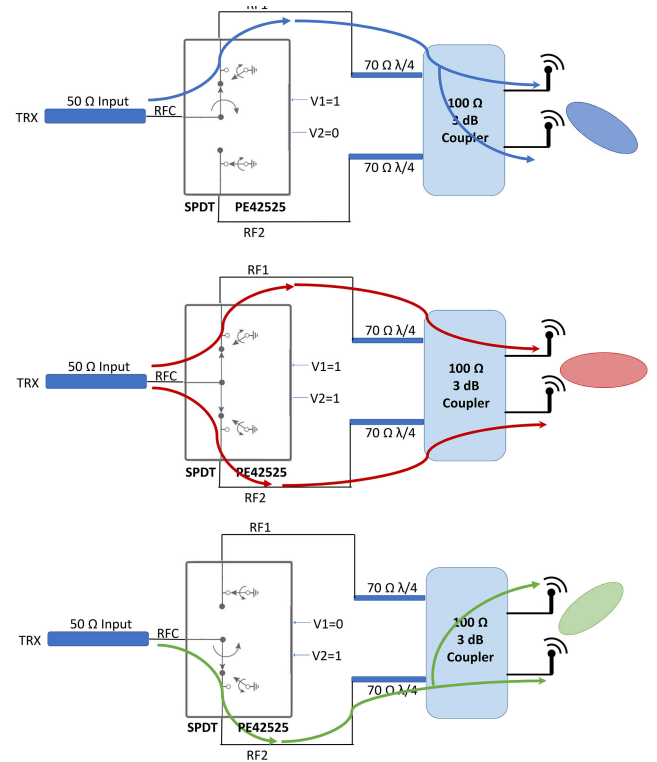 RF1
70 Ω λ/4
50 Ω Input
TRX
RFC
V1=1
V2=0
100 Ω
3 dB
Coupler
70 Ω λ/4
SPDT PE42525
RF2
RF1
70 Ω λ/4
50 Ω Input
TRX
RFC
V1=1
V2=1
100 Ω
3 dB
Coupler
70 Ω λ/4
SPDT PE42525
RF2
RF1
70 Ω λ/4
50 Ω Input
TRX
RFC
V1=0
V2=1
100 Ω
3 dB
Coupler
70 Ω λ/4
SPDT PE42525
RF2